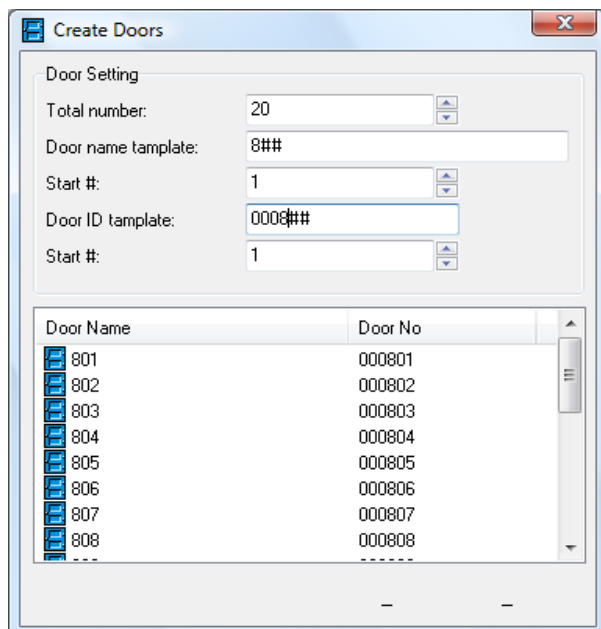 Create Doors
Door Setting
Total number: 20
Door name tamplate: 8##
Start #: 1
Door ID tamplate: 0008##
Start #: 1
Door Name Door No
801 000801
802 000802
803 000803
804 000804
805 000805
806 000806
807 000807
808 000808